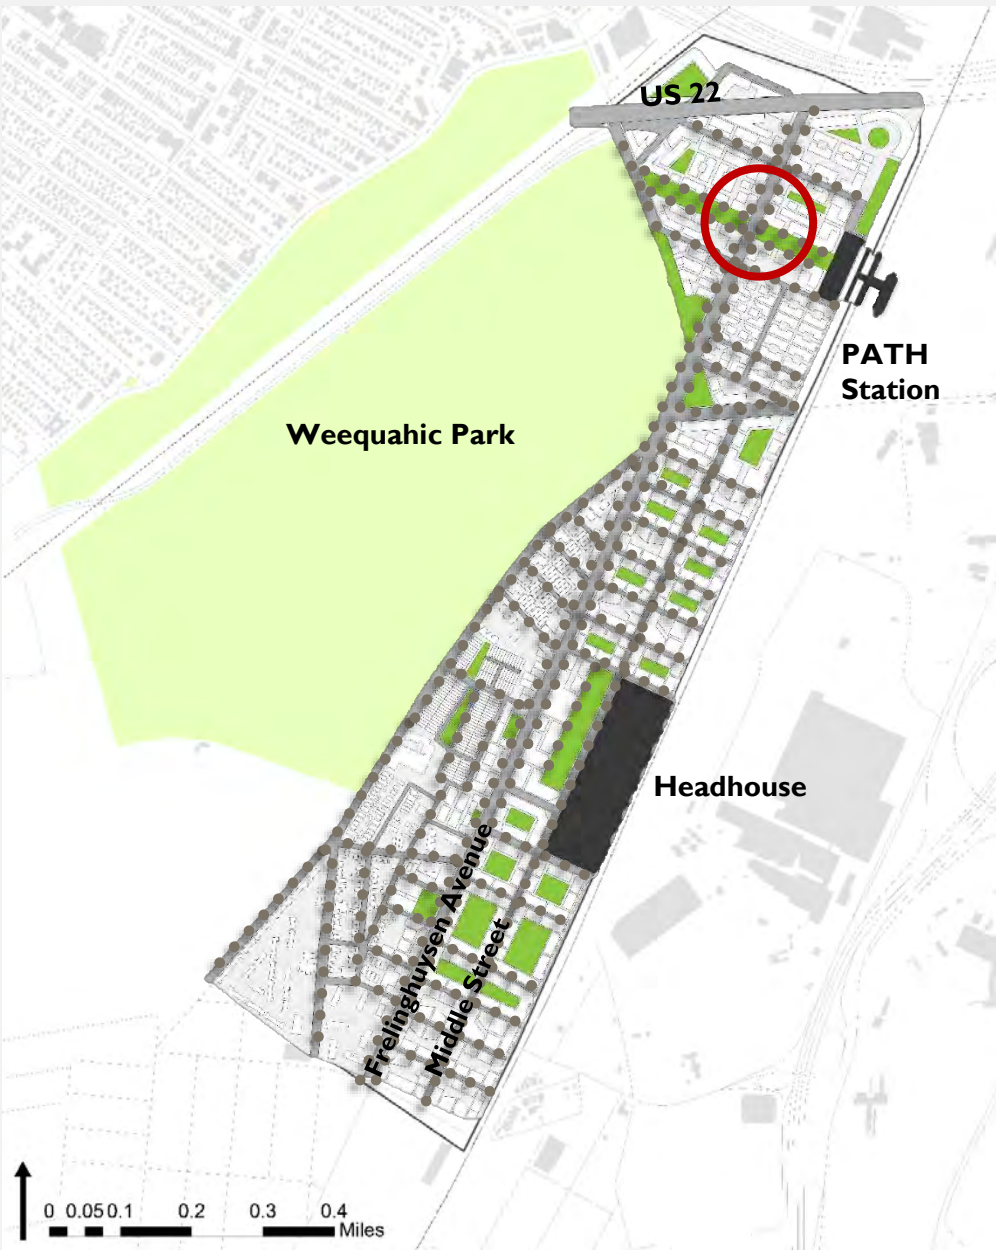 US 22
PATH
Station
Weequahic Park
Headhouse
Frelinghuysen Avenue
Middle Street
0 0.05 0.1 0.2 0.3 0.4
Miles